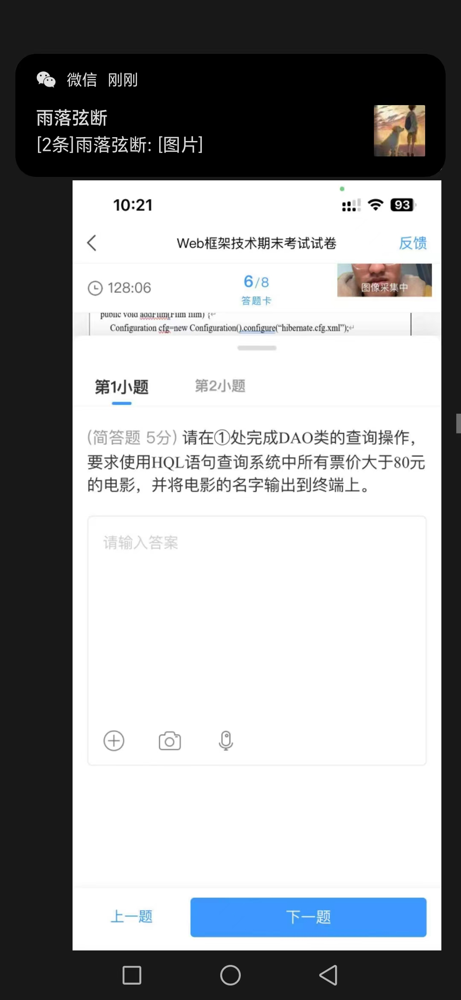 微信 刚刚
雨落弦断
[2条]雨落弦断: [图片]
10:21
93
Web框架技术期末考试试卷
反馈
128:06
6/8
答题卡
图像采集中
public void addFilm(Film film) {↵
Configuration cfg=new Configuration().configure(“hibernate.cfg.xml”);↵
第1小题
第2小题
(简答题 5分) 请在①处完成DAO类的查询操作，
要求使用HQL语句查询系统中所有票价大于80元
的电影，并将电影的名字输出到终端上。
请输入答案
上一题
下一题